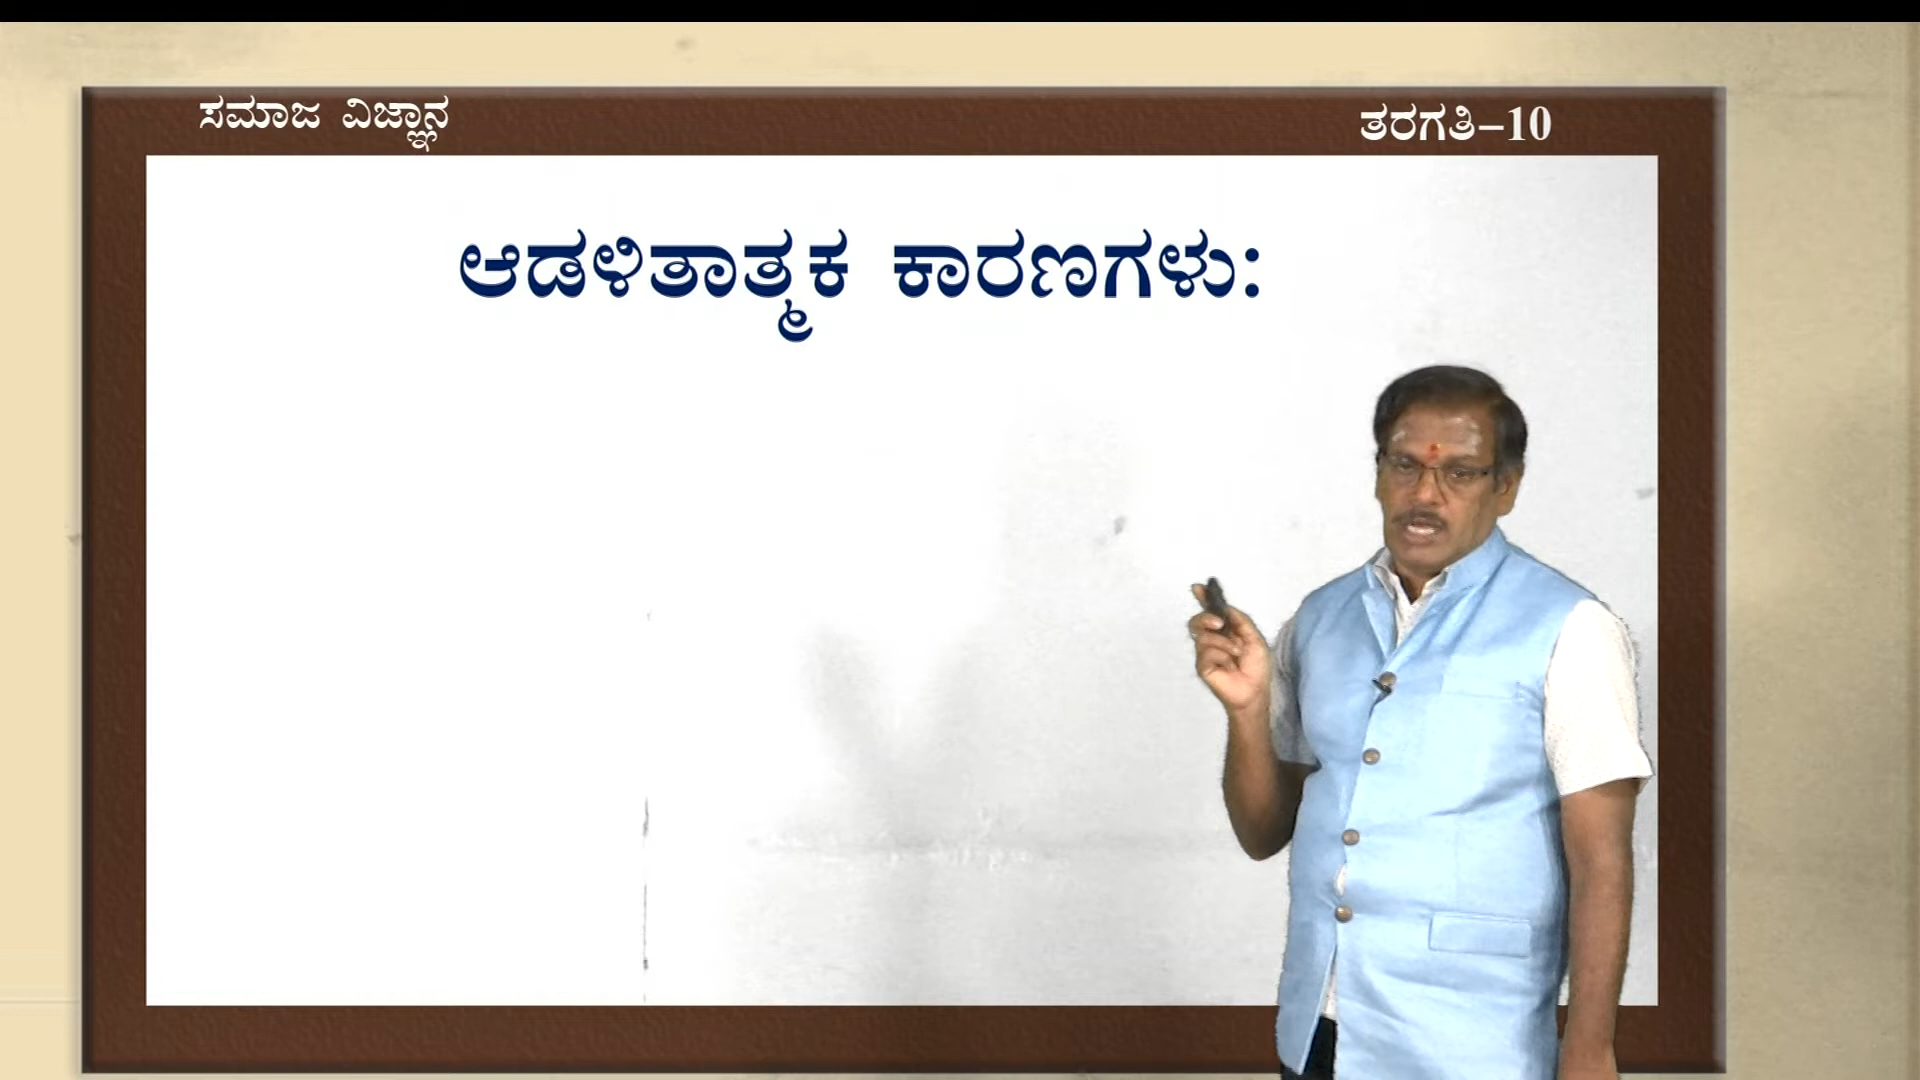 ಸಮಾಜ ವಿಜ್ಞಾನ
ತರಗತಿ–10
ಆಡಳಿತಾತ್ಮಕ ಕಾರಣಗಳು: